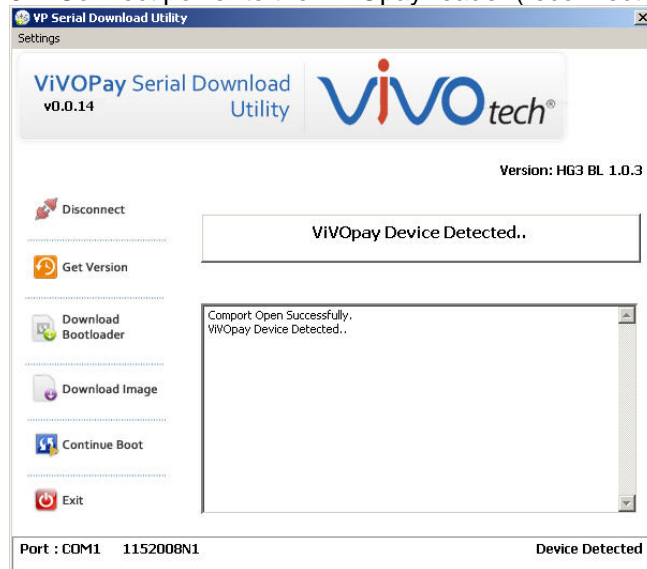 VP Serial Download Utility
Settings
ViVOPay Serial Download
v0.0.14 Utility
ViVOtech®
Version: HG3 BL 1.0.3
Disconnect
ViVOpay Device Detected..
Get Version
Download
Bootloader
Comport Open Successfully.
ViVOpay Device Detected..
Download Image
Continue Boot
Exit
Port : COM1 1152008N1 Device Detected